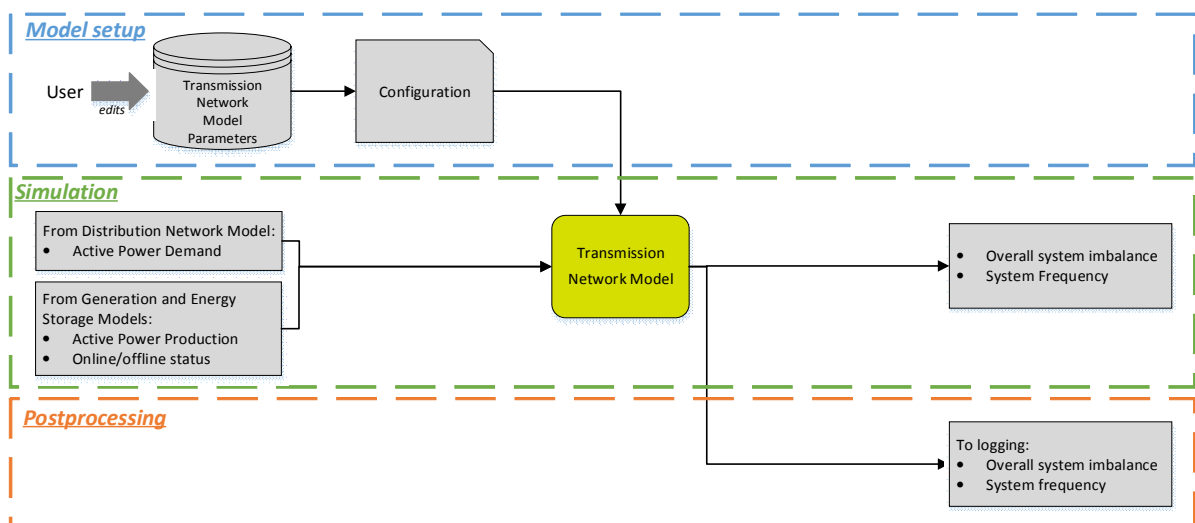 Model setup
User
edits
Transmission
Network
Model
Parameters
Configuration
Simulation
From Distribution Network Model:
• Active Power Demand
From Generation and Energy
Storage Models:
• Active Power Production
• Online/offline status
Transmission
Network Model
• Overall system imbalance
• System Frequency
Postprocessing
To logging:
• Overall system imbalance
• System frequency